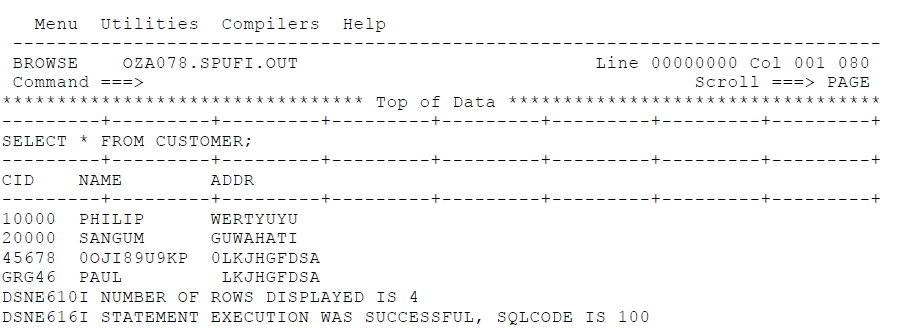 Menu  Utilities  Compilers  Help
--------------------------------------------------------------------------------
BROWSE    OZA078.SPUFI.OUT                           Line 00000000 Col 001 080
Command ===>                                                  Scroll ===> PAGE
********************************* Top of Data **********************************
---------+---------+---------+---------+---------+---------+---------+---------+
SELECT * FROM CUSTOMER;
---------+---------+---------+---------+---------+---------+---------+---------+
CID    NAME        ADDR
---------+---------+---------+---------+---------+---------+---------+---------+
10000  PHILIP      WERTYUYU
20000  SANGUM      GUWAHATI
45678  0OJI89U9KP  0LKJHGFDSA
GRG46  PAUL         LKJHGFDSA
DSNE610I NUMBER OF ROWS DISPLAYED IS 4
DSNE616I STATEMENT EXECUTION WAS SUCCESSFUL, SQLCODE IS 100